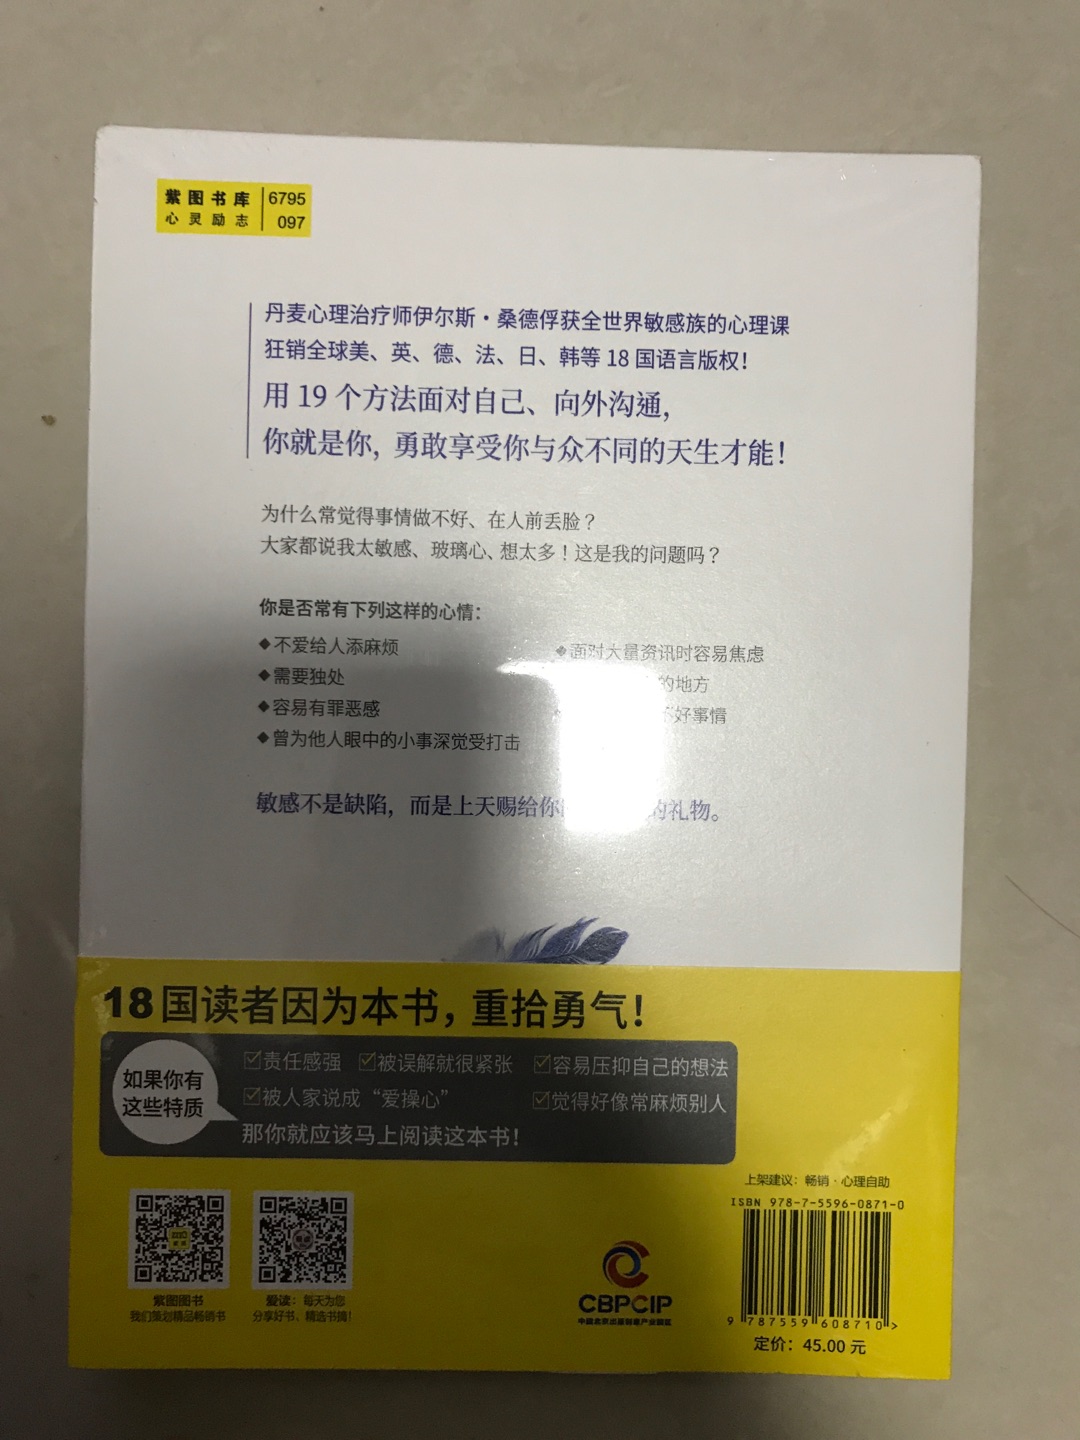 紫图书库 6795
心灵励志 097
丹麦心理治疗师伊尔斯·桑德俘获全世界敏感族的心理课
狂销全球美、英、德、法、日、韩等18国语言版权！
用19个方法面对自己、向外沟通，
你就是你，勇敢享受你与众不同的天生才能！
为什么常觉得事情做不好、在人前丢脸？
大家都说我太敏感、玻璃心、想太多！这是我的问题吗？
你是否常有下列这样的心情：
◆不爱给人添麻烦
◆需要独处
◆容易有罪恶感
◆曾为他人眼中的小事深觉受打击
◆面对大量资讯时容易焦虑
的地方
好事情
敏感不是缺陷，而是上天赐给你 的礼物。
18国读者因为本书，重拾勇气！
如果你有
这些特质
☑责任感强 ☑被误解就很紧张 ☑容易压抑自己的想法
☑被人家说成“爱操心” ☑觉得好像常麻烦别人
那你就应该马上阅读这本书！
紫图图书
我们策划精品畅销书
爱读：每天为您
分享好书、精选书摘！
CBPCIP
中国北京出版创意产业园区
上架建议：畅销·心理自助
ISBN 978-7-5596-0871-0
9 787559 608710 >
定价：45.00元